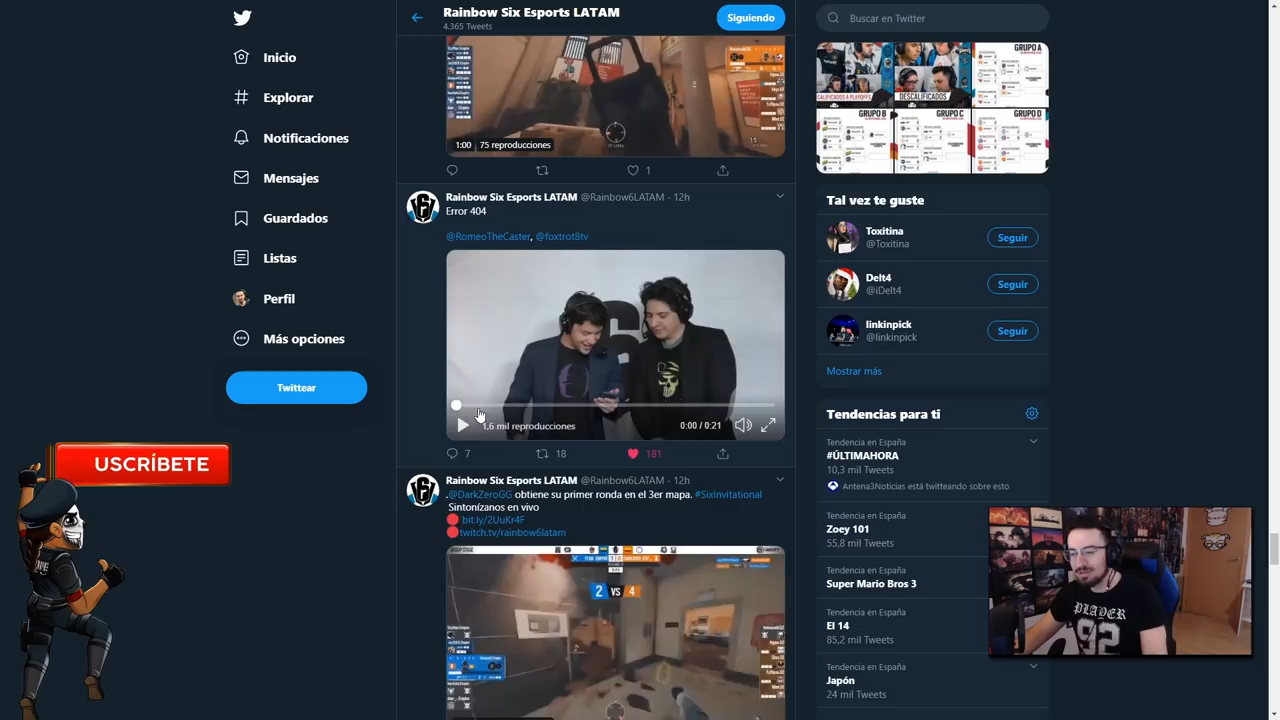 Rainbow Six Esports LATAM
4.365 Tweets
Siguiendo
Buscar en Twitter
Mensajes
Guardados
Listas
Perfil
Más opciones
Twittear
USCRÍBETE
1:00 75 reproducciones
1
Rainbow Six Esports LATAM @Rainbow6LATAM · 12h
Error 404
@RomeoTheCaster, @foxtrot8tv
1,6 mil reproducciones
0:00 / 0:21
7 18 181
Rainbow Six Esports LATAM @Rainbow6LATAM · 12h
.@DarkZeroGG obtiene su primer ronda en el 3er mapa. #SixInvitational
Sintonízanos en vivo
bit.ly/2UuKr4F
twitch.tv/rainbow6latam
2 VS 4
CALIFICADOS A PLAYOFFS
DESCALIFICADOS
GRUPO A
GRUPO B
GRUPO C
GRUPO D
Tal vez te guste
Toxitina
@Toxitina
Seguir
Delt4
@iDelt4
Seguir
linkinpick
@linkinpick
Seguir
Mostrar más
Tendencias para ti
Tendencia en España
#ÚLTIMAHORA
10,3 mil Tweets
Antena3Noticias está twitteando sobre esto
Tendencia en España
Zoey 101
55,8 mil Tweets
Tendencia en España
Super Mario Bros 3
Tendencia en España
El 14
85,2 mil Tweets
Tendencia en España
Japón
24 mil Tweets
PLAYER
92